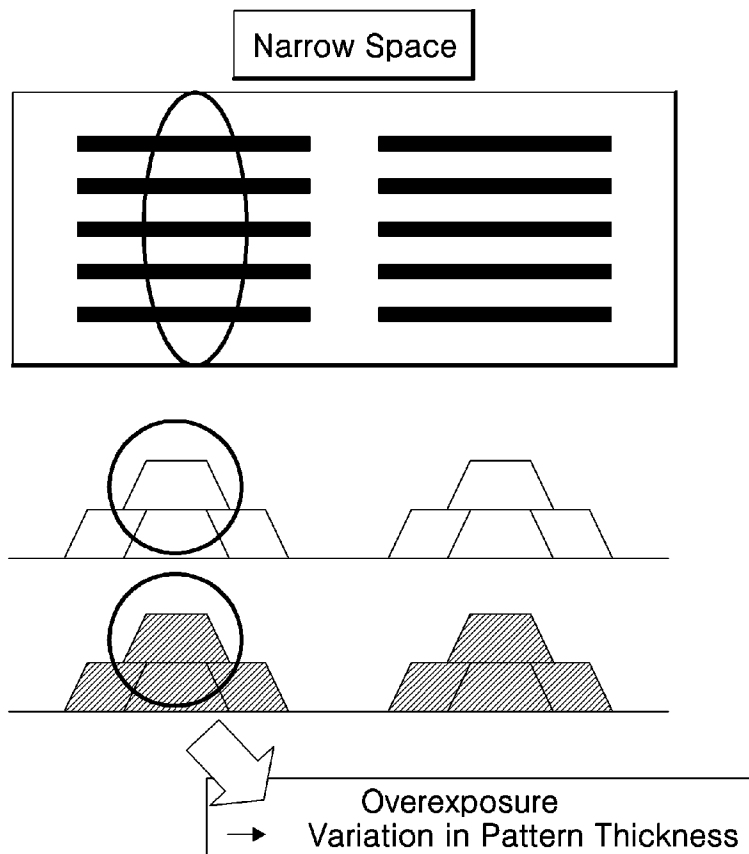 Narrow Space
Overexposure
→ Variation in Pattern Thickness